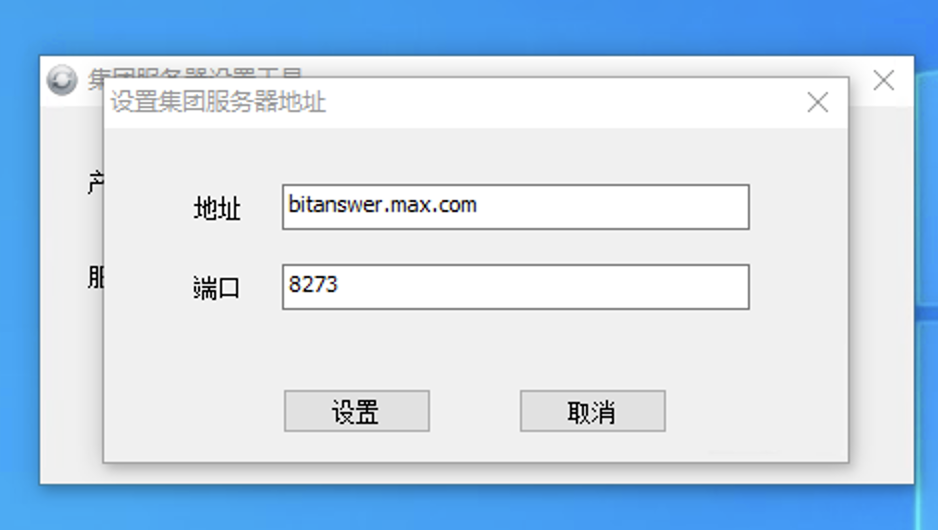 集团服务器设置工具
设置集团服务器地址
产
地址
bitanswer.max.com
服
端口
8273
设置
取消